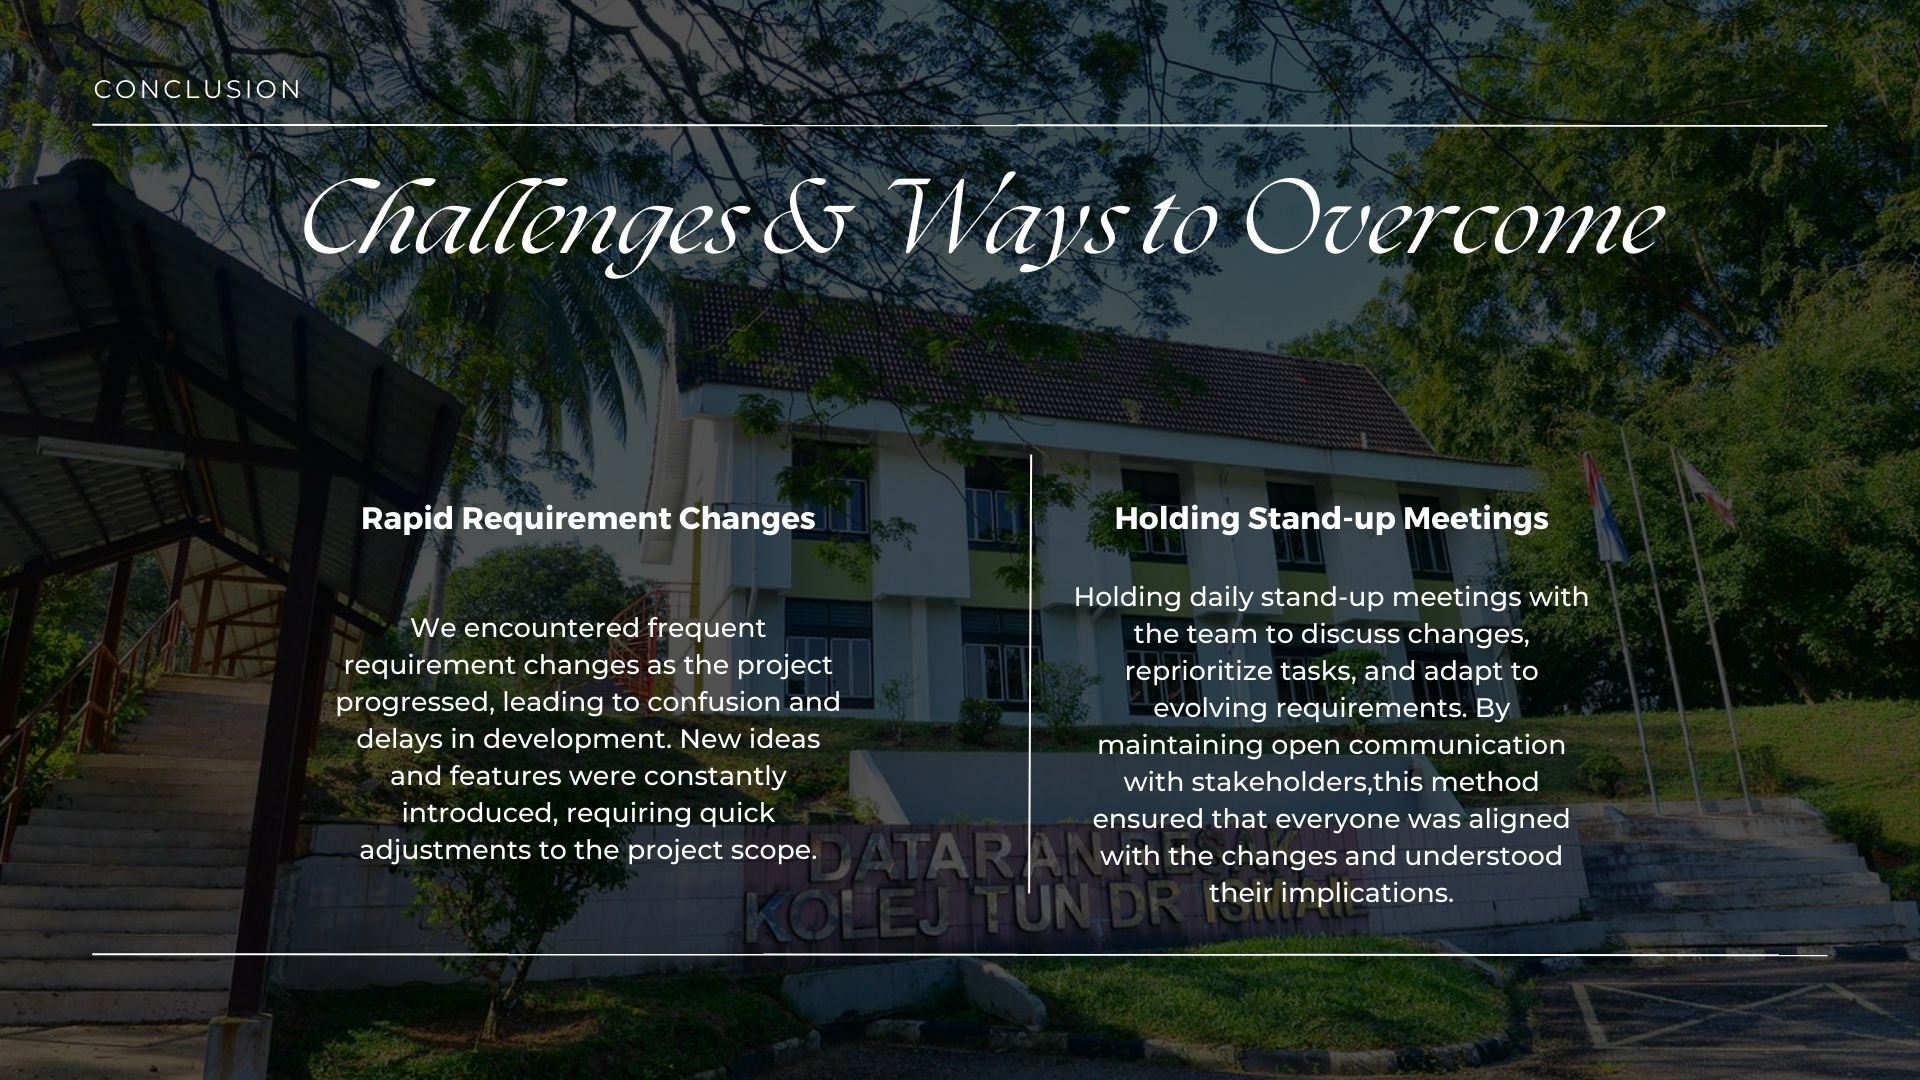 CONCLUSION
Challenges & Ways to Overcome
Rapid Requirement Changes
We encountered frequent
requirement changes as the project
progressed, leading to confusion and
delays in development. New ideas
and features were constantly
introduced, requiring quick
adjustments to the project scope.
Holding Stand-up Meetings
Holding daily stand-up meetings with
the team to discuss changes,
reprioritize tasks, and adapt to
evolving requirements. By
maintaining open communication
with stakeholders,this method
ensured that everyone was aligned
with the changes and understood
their implications.
DATARAN
KOLEJ TUN DR ISMAIL